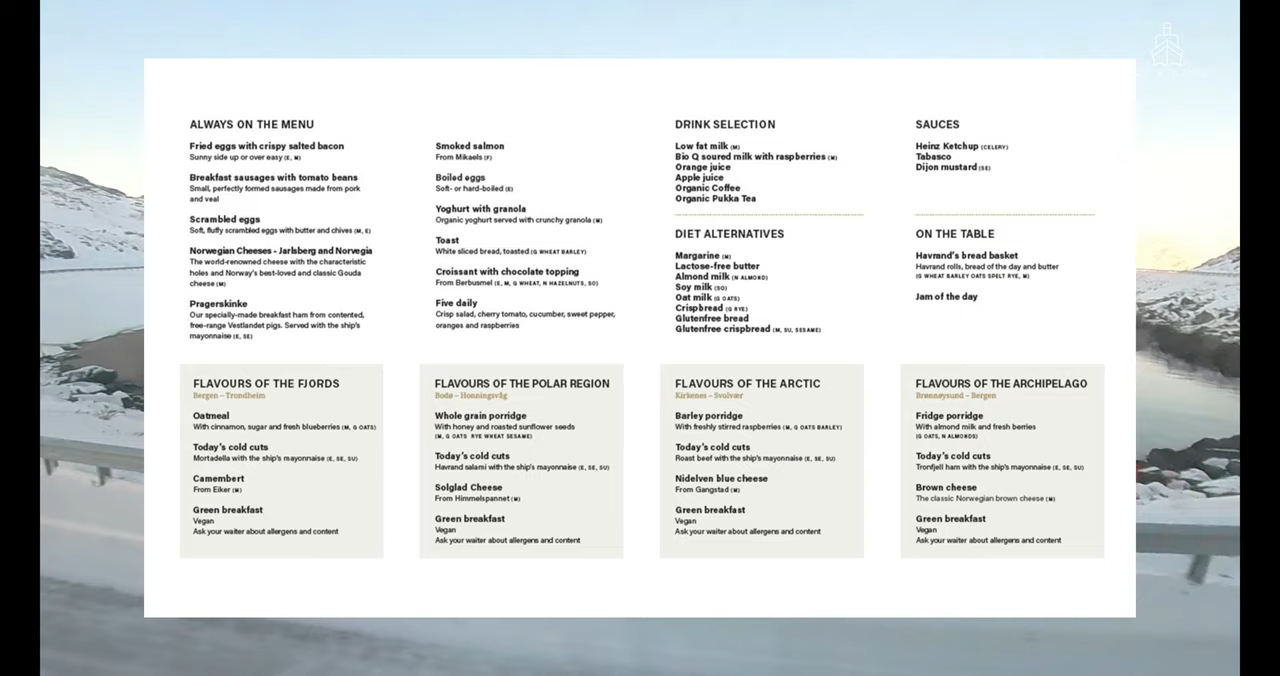 ALWAYS ON THE MENU
Fried eggs with crispy salted bacon
Sunny side up or over easy (E, M)
Breakfast sausages with tomato beans
Small, perfectly formed sausages made from pork
and veal
Scrambled eggs
Soft, fluffy scrambled eggs with butter and chives (M, E)
Norwegian Cheeses - Jarlsberg and Norvegia
The world-renowned cheese with the characteristic
holes and Norway's best-loved and classic Gouda
cheese (M)
Pragerskinke
Our specially-made breakfast ham from contented,
free-range Vestlandet pigs. Served with the ship's
mayonnaise (E, SE)
Smoked salmon
From Mikaels (F)
Boiled eggs
Soft- or hard-boiled (E)
Yoghurt with granola
Organic yoghurt served with crunchy granola (M)
Toast
White sliced bread, toasted (G WHEAT BARLEY)
Croissant with chocolate topping
From Berbusmel (E, M, G WHEAT, N HAZELNUTS, SO)
Five daily
Crisp salad, cherry tomato, cucumber, sweet pepper,
oranges and raspberries
DRINK SELECTION
Low fat milk (M)
Bio Q soured milk with raspberries (M)
Orange juice
Apple juice
Organic Coffee
Organic Pukka Tea
DIET ALTERNATIVES
Margarine (M)
Lactose-free butter
Almond milk (N ALMOND)
Soy milk (SO)
Oat milk (G OATS)
Crispbread (G RYE)
Glutenfree bread
Glutenfree crispbread (M, SU, SESAME)
SAUCES
Heinz Ketchup (CELERY)
Tabasco
Dijon mustard (SE)
ON THE TABLE
Havrand's bread basket
Havrand rolls, bread of the day and butter
(G WHEAT BARLEY OATS SPELT RYE, M)
Jam of the day
FLAVOURS OF THE FJORDS
Bergen – Trondheim
Oatmeal
With cinnamon, sugar and fresh blueberries (M, G OATS)
Today's cold cuts
Mortadella with the ship's mayonnaise (E, SE, SU)
Camembert
From Eiker (M)
Green breakfast
Vegan
Ask your waiter about allergens and content
FLAVOURS OF THE POLAR REGION
Bodø – Honningsvåg
Whole grain porridge
With honey and roasted sunflower seeds
(M, G OATS RYE WHEAT SESAME)
Today's cold cuts
Havrand salami with the ship's mayonnaise (E, SE, SU)
Solglad Cheese
From Himmelspannet (M)
Green breakfast
Vegan
Ask your waiter about allergens and content
FLAVOURS OF THE ARCTIC
Kirkenes – Svolvær
Barley porridge
With freshly stirred raspberries (M, G OATS BARLEY)
Today's cold cuts
Roast beef with the ship's mayonnaise (E, SE, SU)
Nidelven blue cheese
From Gangstad (M)
Green breakfast
Vegan
Ask your waiter about allergens and content
FLAVOURS OF THE ARCHIPELAGO
Brønnøysund – Bergen
Fridge porridge
With almond milk and fresh berries
(G OATS, N ALMONDS)
Today's cold cuts
Tronfjell ham with the ship's mayonnaise (E, SE, SU)
Brown cheese
The classic Norwegian brown cheese (M)
Green breakfast
Vegan
Ask your waiter about allergens and content